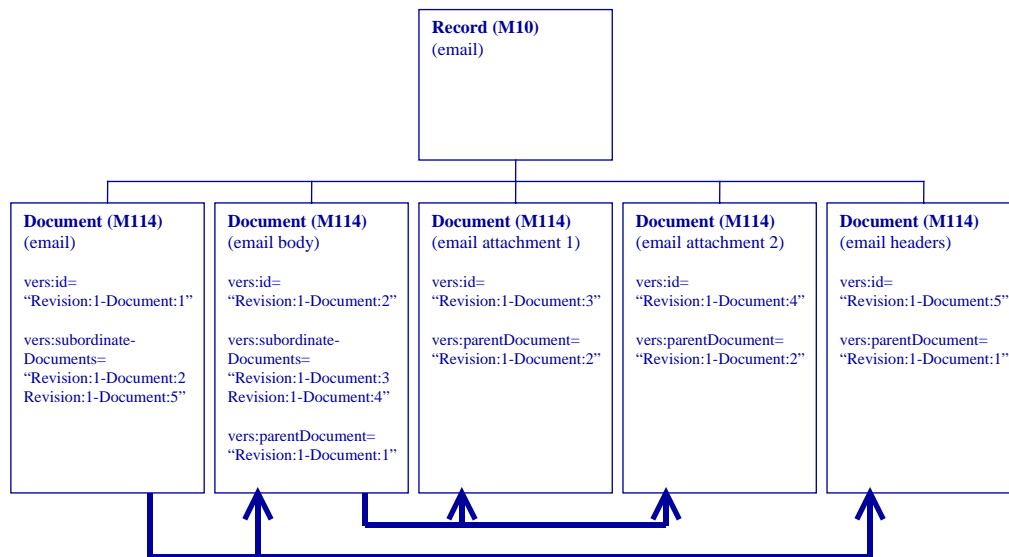 Record (M10)
(email)
Document (M114)
(email)
vers:id=
“Revision:1-Document:1”
vers:subordinate-
Documents=
“Revision:1-Document:2
Revision:1-Document:5”
Document (M114)
(email body)
vers:id=
“Revision:1-Document:2”
vers:subordinate-
Documents=
“Revision:1-Document:3
Revision:1-Document:4”
vers:parentDocument=
“Revision:1-Document:1”
Document (M114)
(email attachment 1)
vers:id=
“Revision:1-Document:3”
vers:parentDocument=
“Revision:1-Document:2”
Document (M114)
(email attachment 2)
vers:id=
“Revision:1-Document:4”
vers:parentDocument=
“Revision:1-Document:2”
Document (M114)
(email headers)
vers:id=
“Revision:1-Document:5”
vers:parentDocument=
“Revision:1-Document:1”